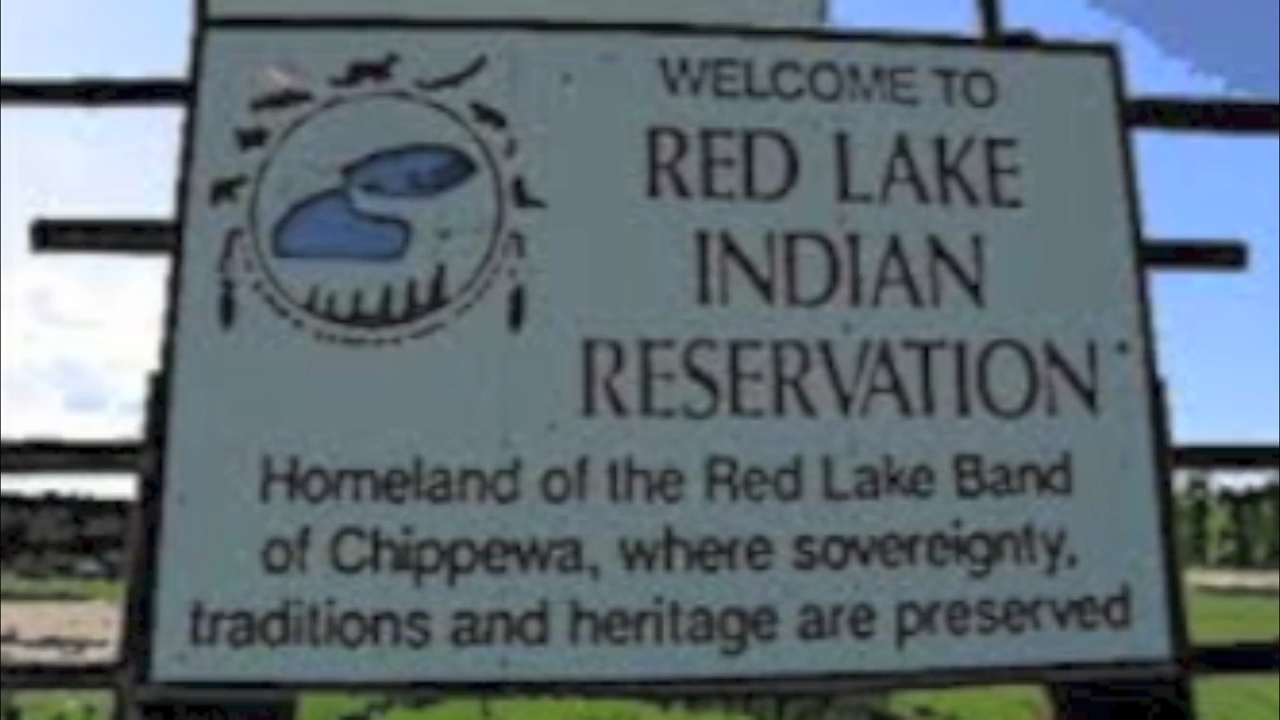 WELCOME TO
RED LAKE
INDIAN
RESERVATION
Homeland of the Red Lake Band
of Chippewa, where sovereignty,
traditions and heritage are preserved